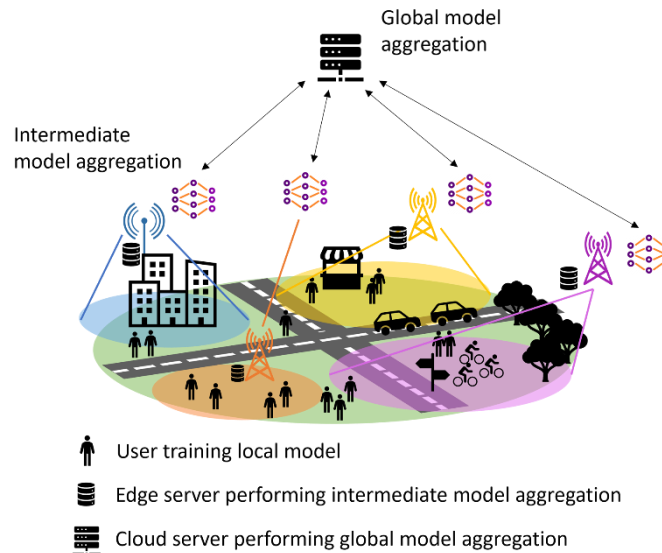 Global model
aggregation
Intermediate
model aggregation
User training local model
Edge server performing intermediate model aggregation
Cloud server performing global model aggregation